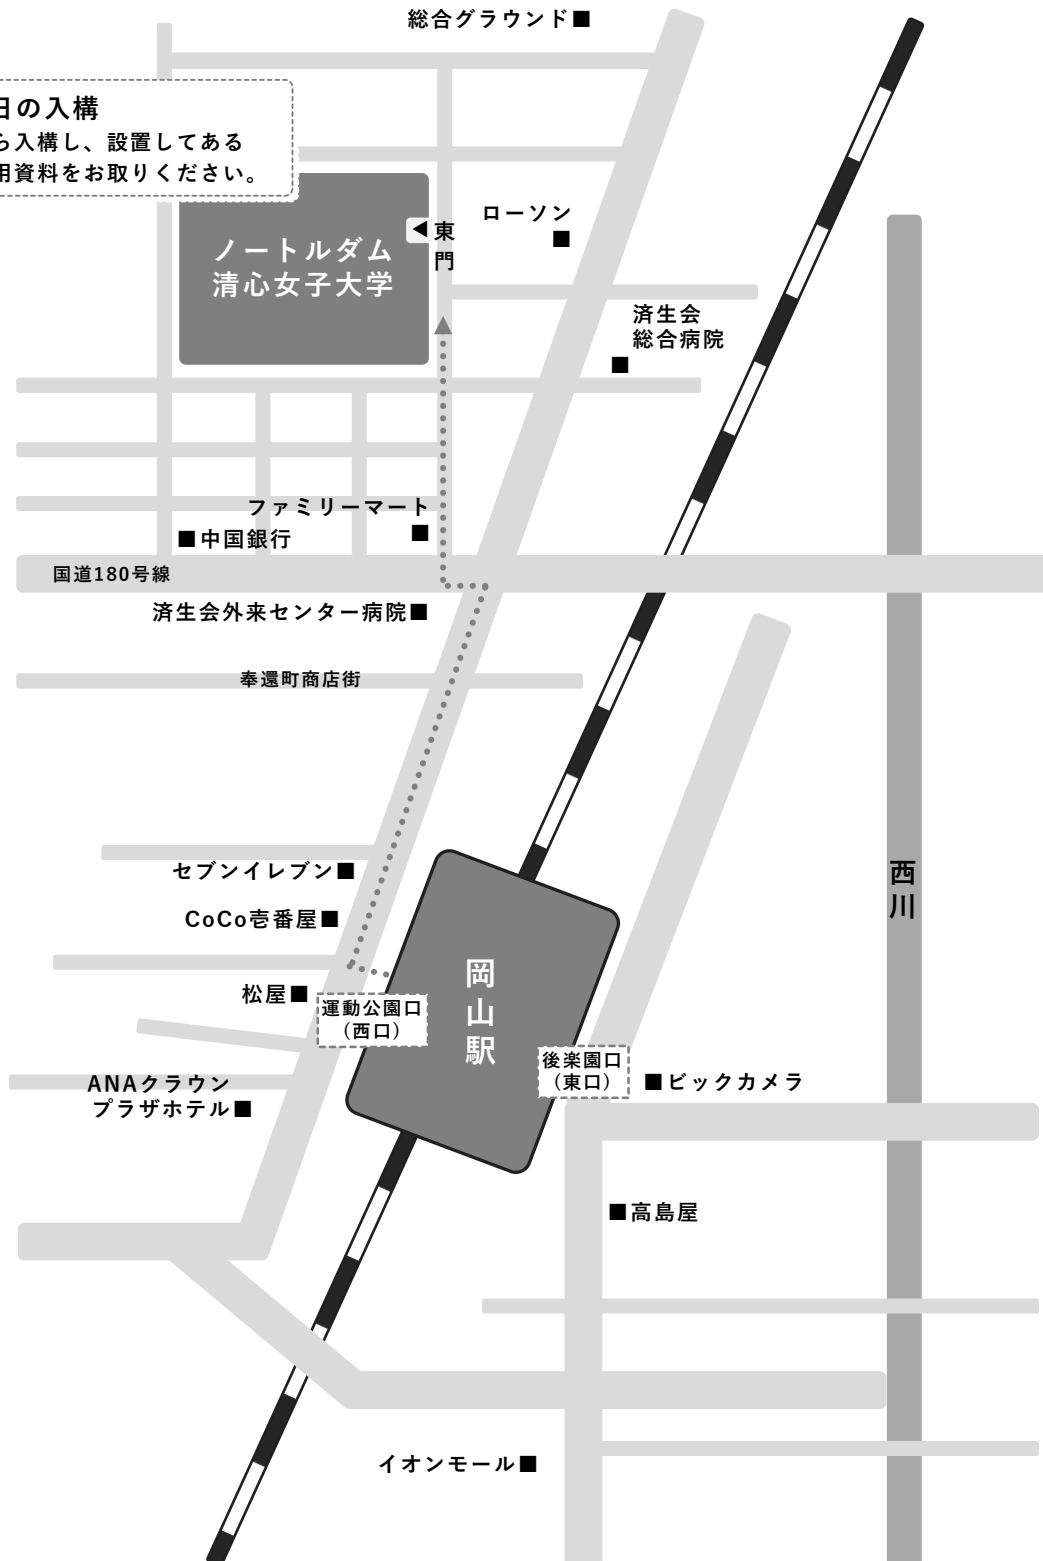 総合グラウンド■
日の入構
ら入構し、設置してある
用資料をお取りください。
ローソン
■
◀東門
ノートルダム
清心女子大学
済生会
総合病院
■
ファミリーマート
■
■中国銀行
国道180号線
済生会外来センター病院■
奉還町商店街
セブンイレブン■
西川
CoCo壱番屋■
岡山駅
松屋■
運動公園口
（西口）
後楽園口
（東口）
■ビックカメラ
ANAクラウン
プラザホテル■
■高島屋
イオンモール■